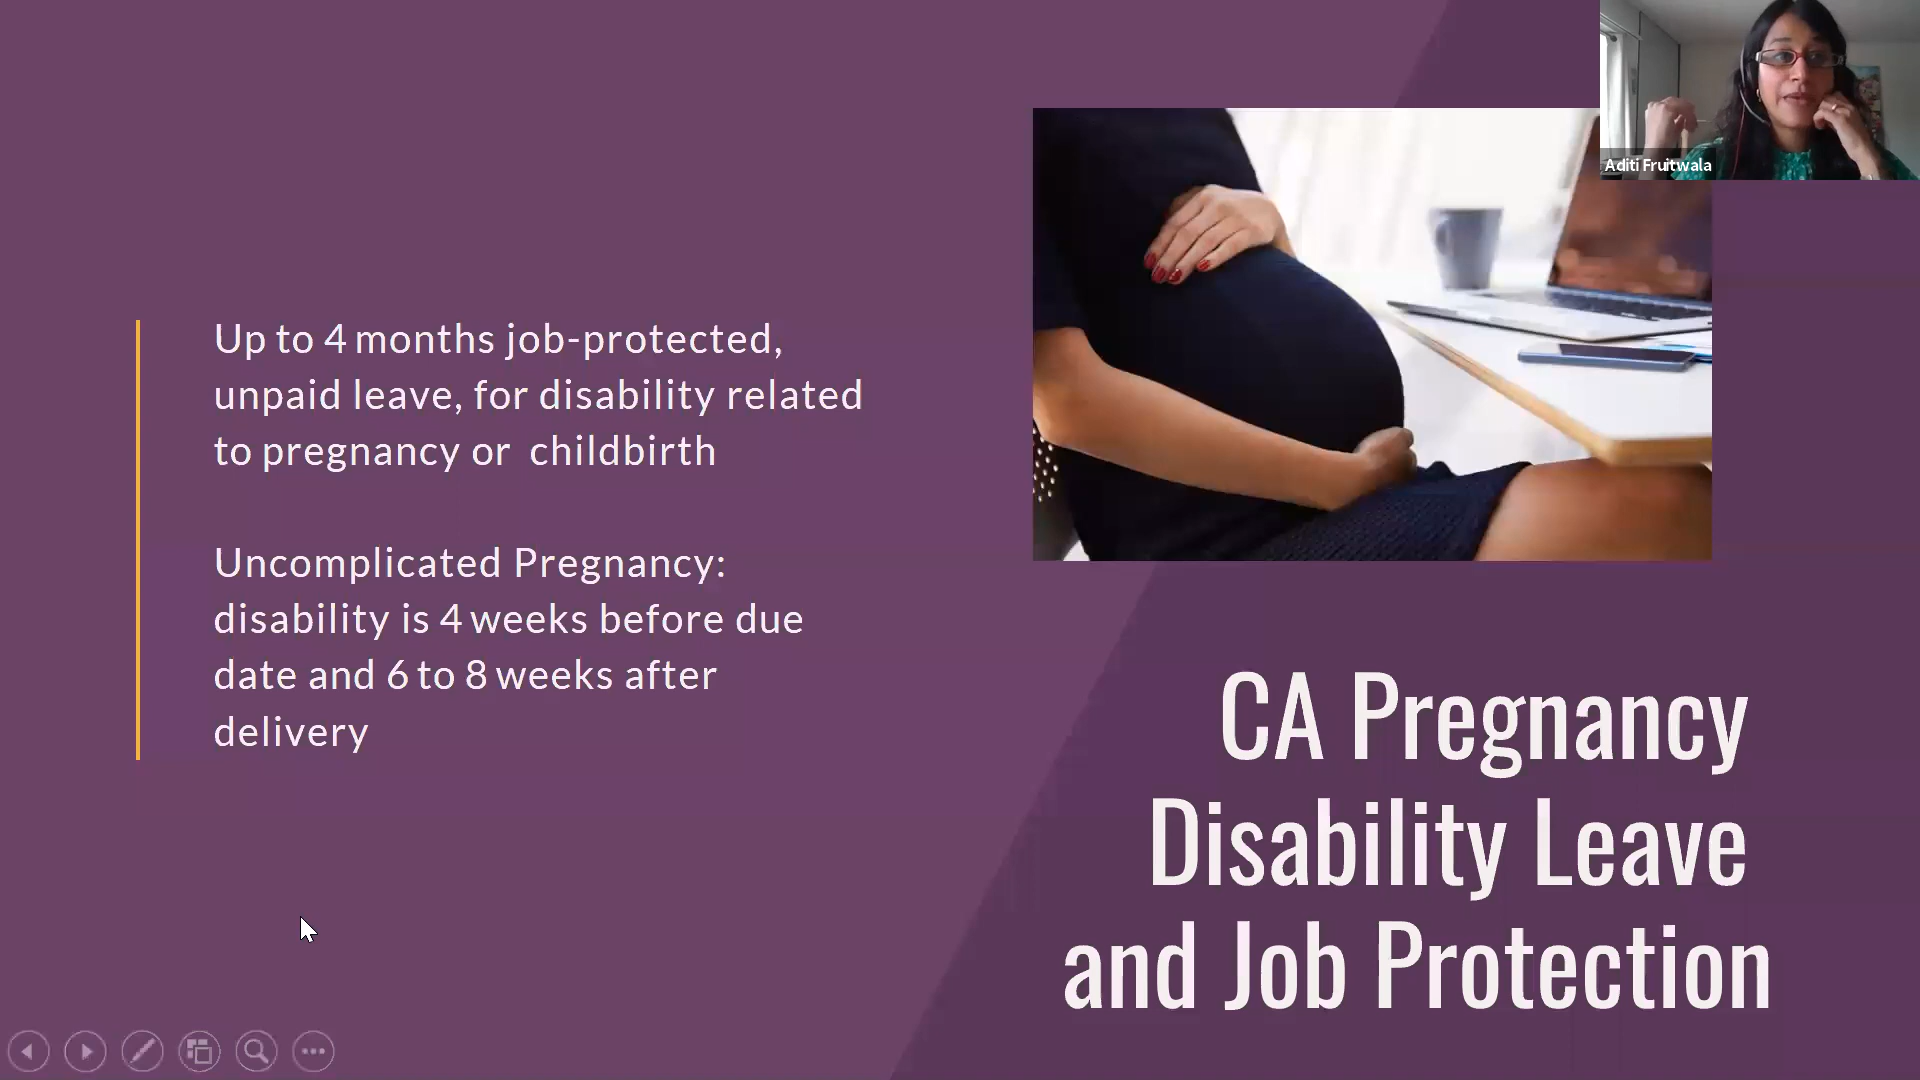 Aditi Fruitwala
Up to 4 months job-protected,
unpaid leave, for disability related
to pregnancy or childbirth
Uncomplicated Pregnancy:
disability is 4 weeks before due
date and 6 to 8 weeks after
delivery
CA Pregnancy
Disability Leave
and Job Protection